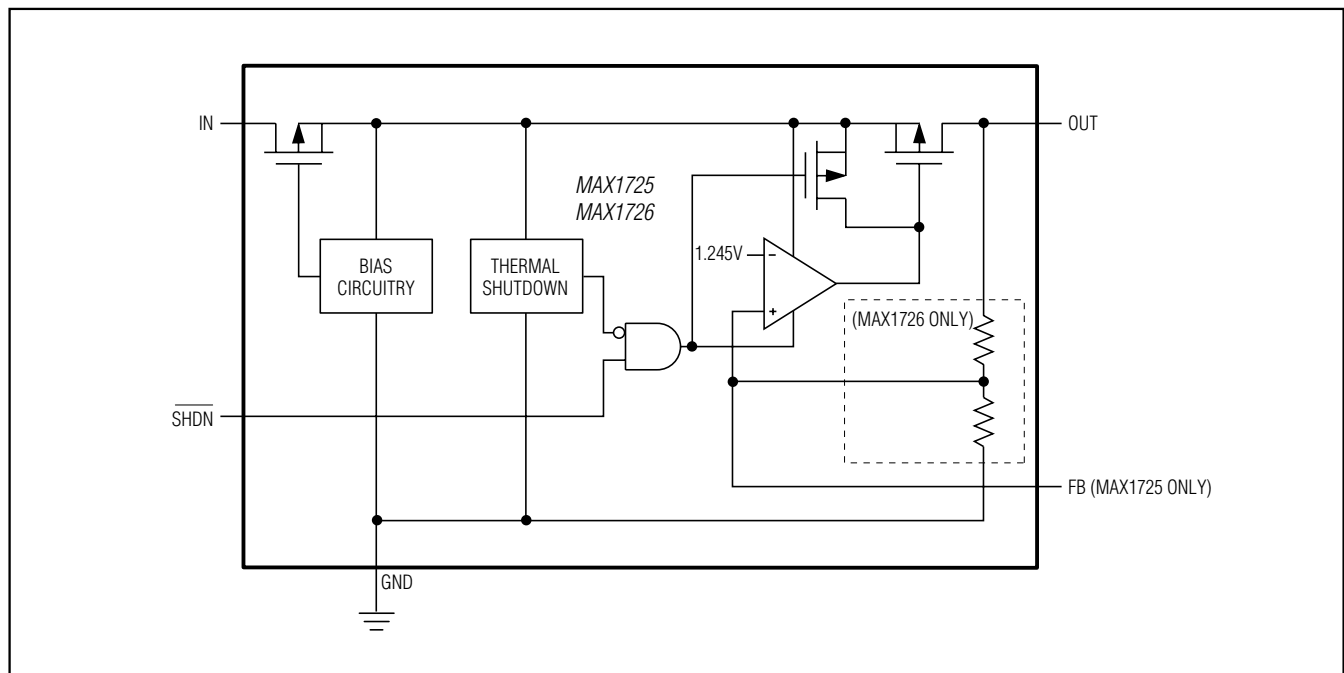 IN
OUT
MAX1725
MAX1726
1.245V
−
+
BIAS
CIRCUITRY
THERMAL
SHUTDOWN
(MAX1726 ONLY)
SHDN
FB (MAX1725 ONLY)
GND